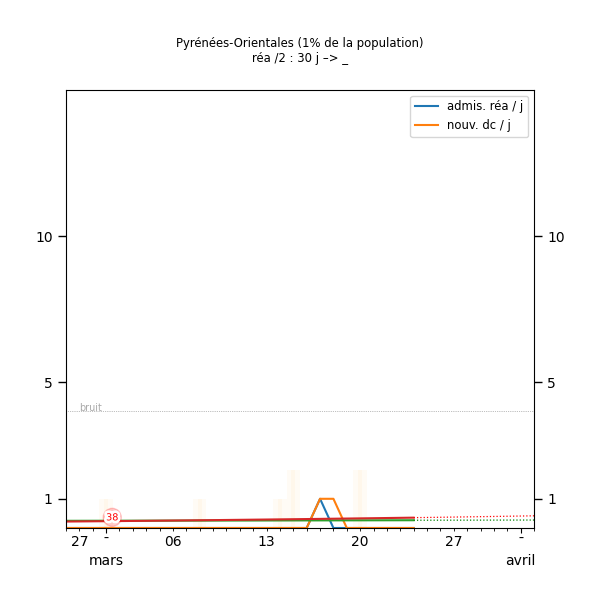 Pyrénées-Orientales (1% de la population)
réa /2 : 30 j –> _
admis. réa / j
nouv. dc / j
10 10
5 5
bruit
1 1
38
27 - 06 13 20 27 -
mars avril